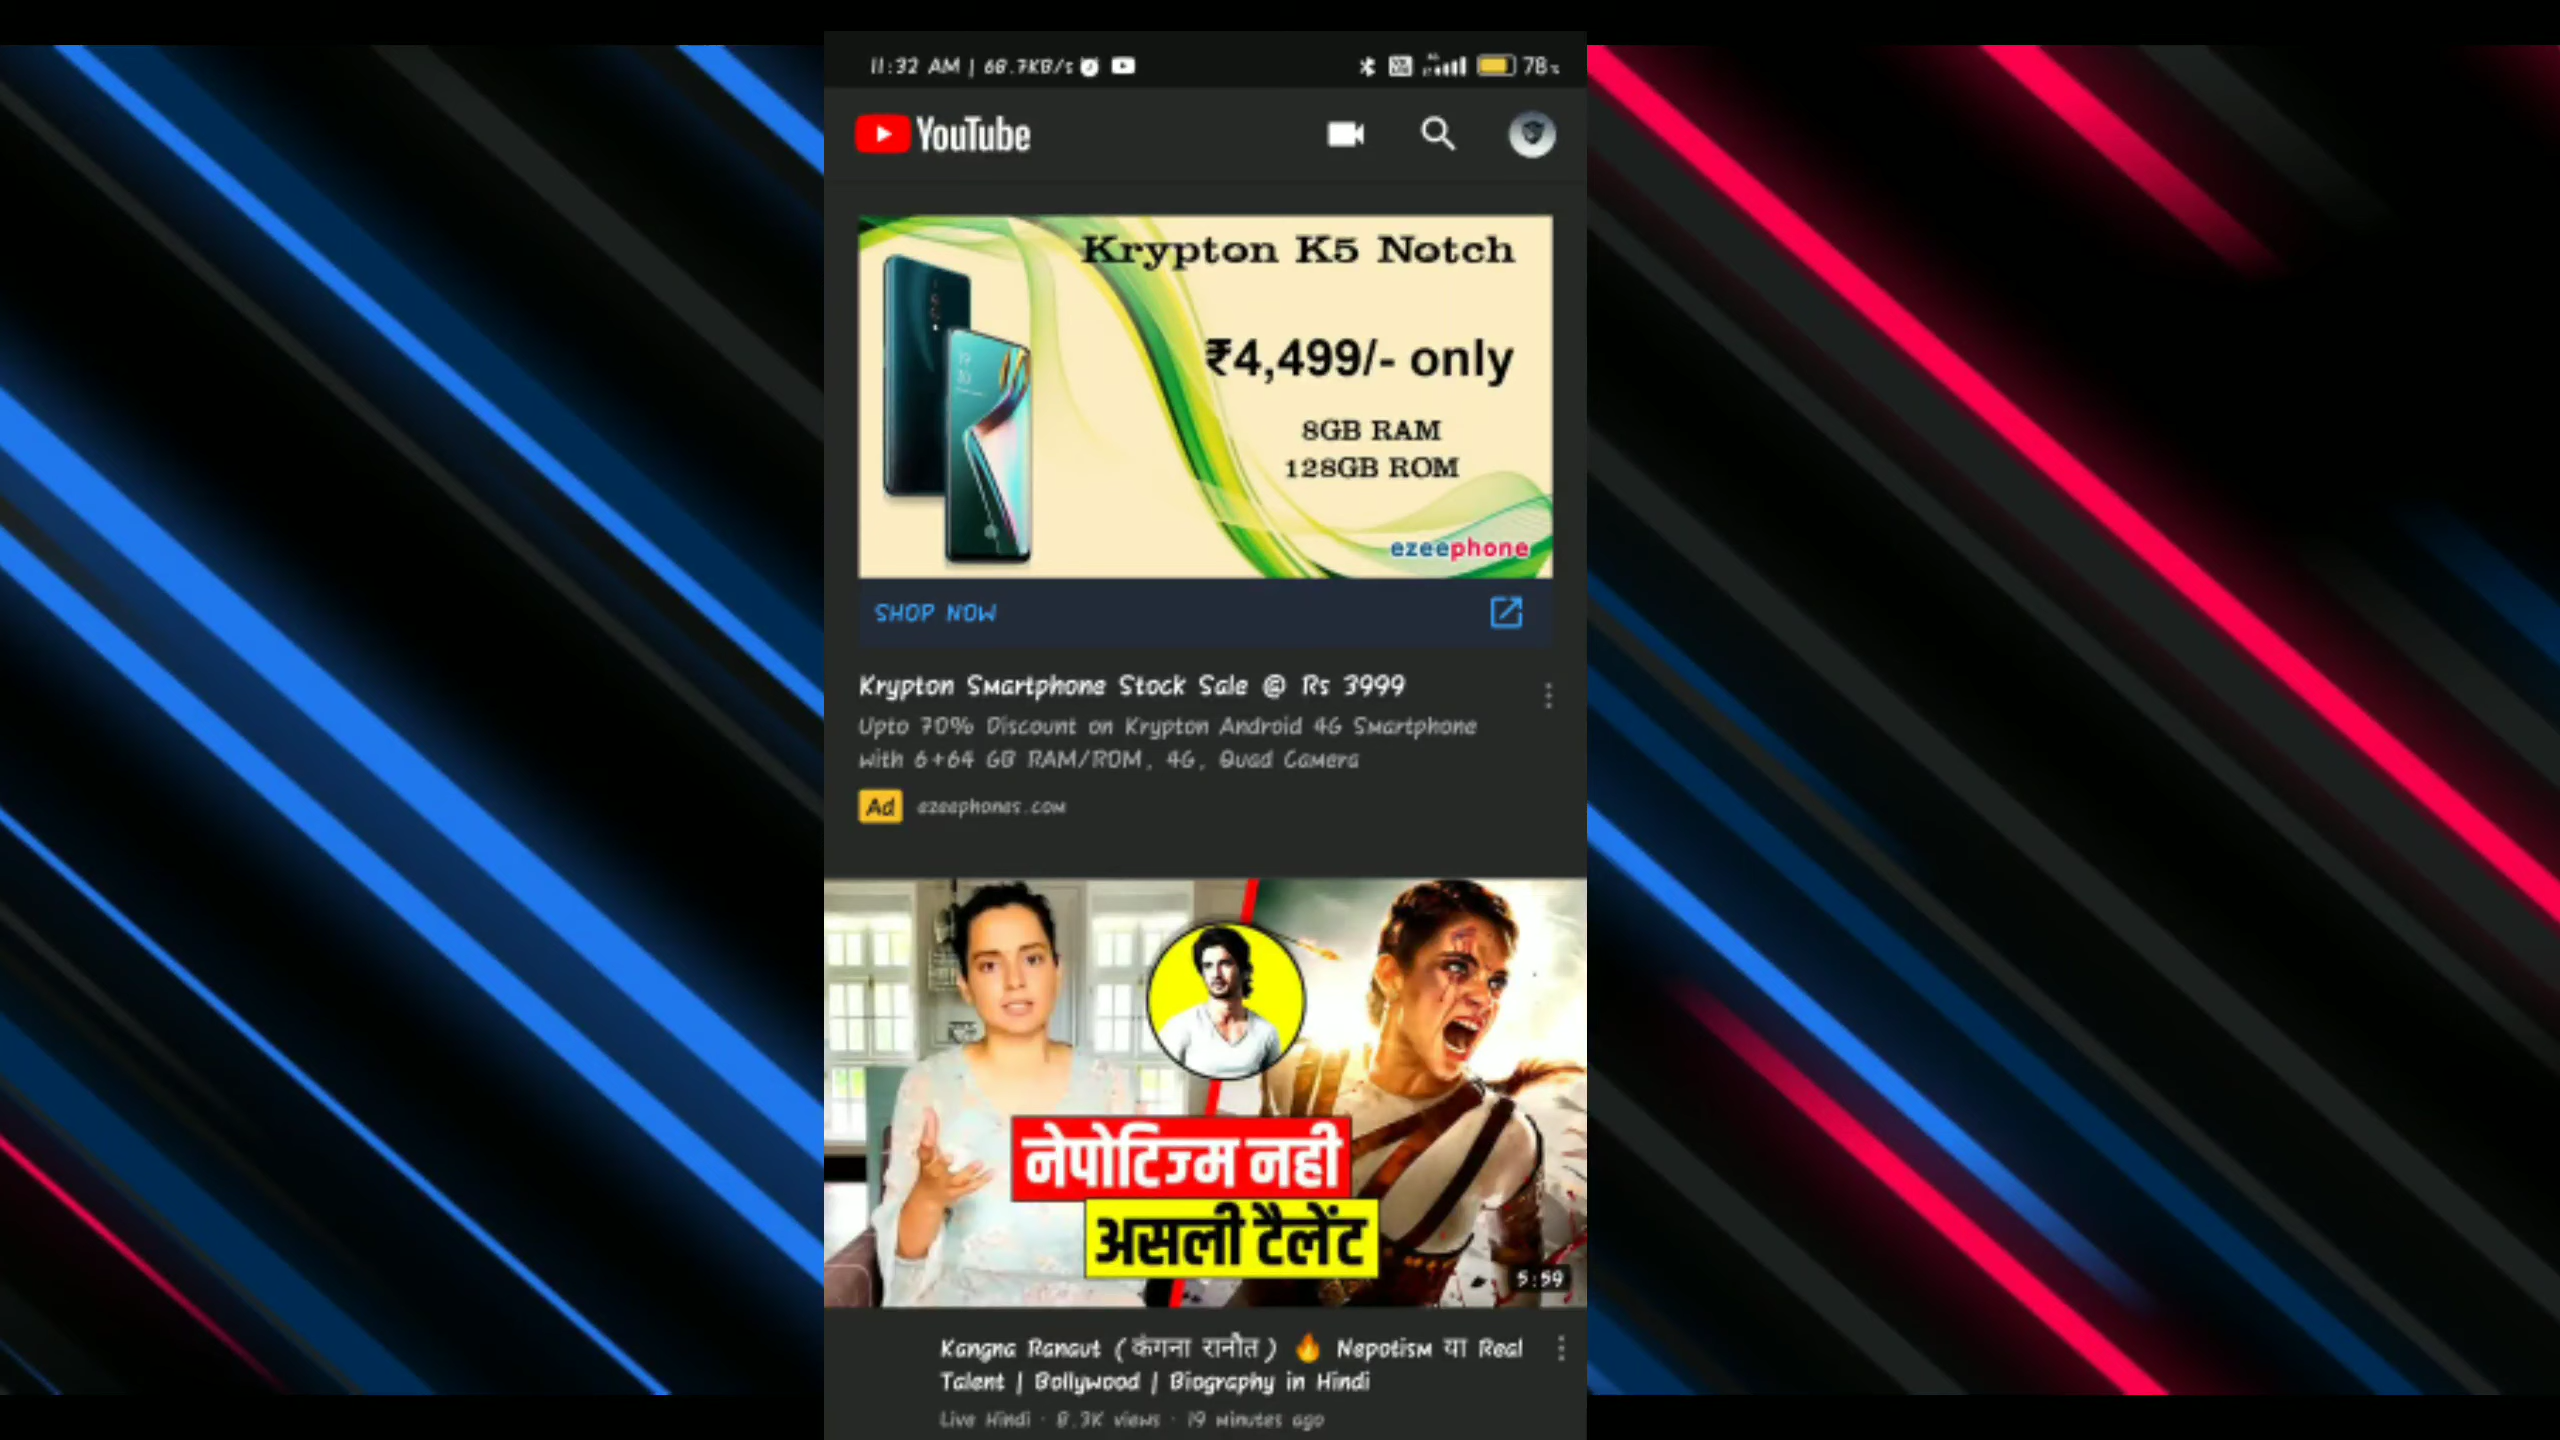 11:32 AM | 68.7KB/s
78%
YouTube
Krypton K5 Notch
₹4,499/- only
8GB RAM
128GB ROM
ezeephone
SHOP NOW
Krypton Smartphone Stock Sale @ Rs 3999
Upto 70% Discount on Krypton Android 4G Smartphone
with 6+64 GB RAM/ROM, 4G, Quad Camera
Ad ezeephones.com
नेपोटिज्म नही
असली टैलेंट
5:59
Kangna Ranaut (कंगना रानौत) 🔥 Nepotism या Real
Talent | Bollywood | Biography in Hindi
Live Hindi · 8.3K views · 19 minutes ago